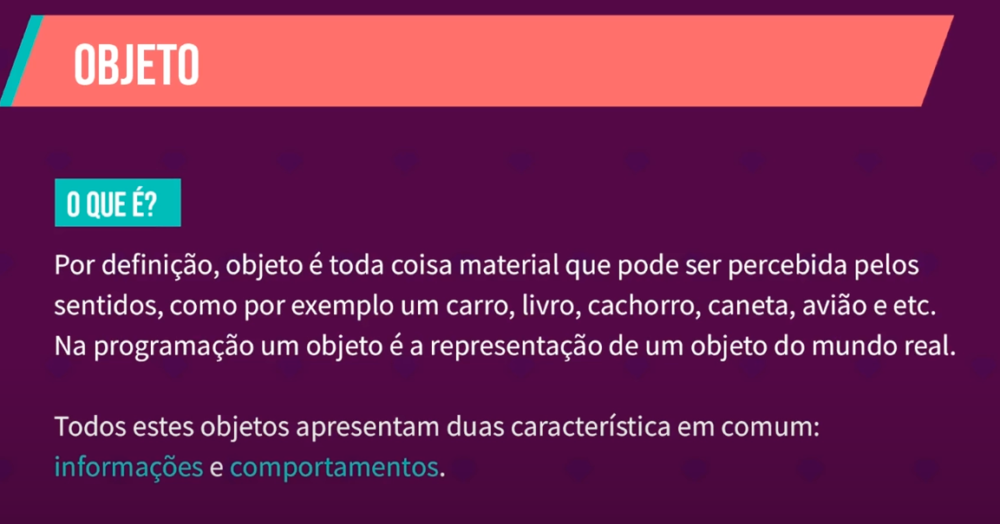 OBJETO
O QUE É?
Por definição, objeto é toda coisa material que pode ser percebida pelos
sentidos, como por exemplo um carro, livro, cachorro, caneta, avião e etc.
Na programação um objeto é a representação de um objeto do mundo real.
Todos estes objetos apresentam duas característica em comum:
informações e comportamentos.